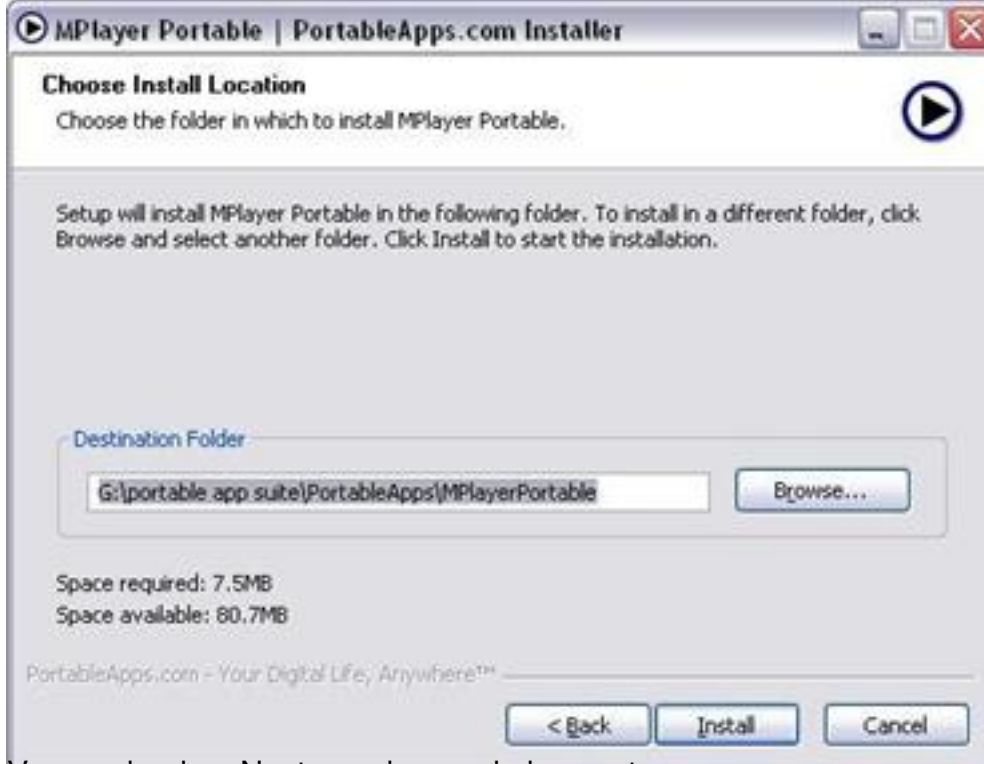 MPlayer Portable | PortableApps.com Installer
Choose Install Location
Choose the folder in which to install MPlayer Portable.
Setup will install MPlayer Portable in the following folder. To install in a different folder, click
Browse and select another folder. Click Install to start the installation.
Destination Folder
G:\portable app suite\PortableApps\MPlayerPortable
Browse...
Space required: 7.5MB
Space available: 80.7MB
PortableApps.com - Your Digital Life, Anywhere™
< Back
Install
Cancel